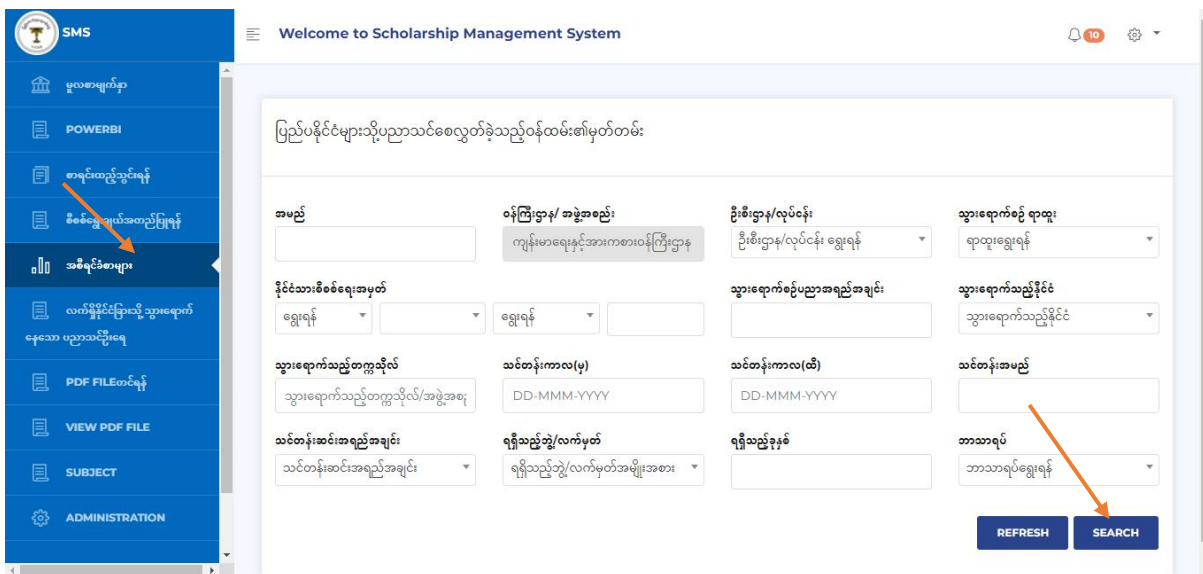 SMS
Welcome to Scholarship Management System
10
မူလစာမျက်နှာ
POWERBI
စာရင်းထည့်သွင်းရန်
စီစစ်ရွေးချယ်အတည်ပြုရန်
အစီရင်ခံစာများ
လက်ရှိနိုင်ငံခြားသို့ သွားရောက်
နေသော ပညာသင်ဦးရေ
PDF FILEတင်ရန်
VIEW PDF FILE
SUBJECT
ADMINISTRATION
ပြည်ပနိုင်ငံများသို့ပညာသင်စေလွှတ်ခဲ့သည့်ဝန်ထမ်း၏မှတ်တမ်း
အမည် ဝန်ကြီးဌာန/ အဖွဲ့အစည်း ဦးစီးဌာန/လုပ်ငန်း သွားရောက်စဉ် ရာထူး
ကျန်းမာရေးနှင့်အားကစားဝန်ကြီးဌာန ဦးစီးဌာန/လုပ်ငန်း ရွေးရန် ရာထူးရွေးရန်
နိုင်ငံသားစိစစ်ရေးအမှတ် သွားရောက်စဉ်ပညာအရည်အချင်း သွားရောက်သည့်နိုင်ငံ
ရွေးရန် ရွေးရန် သွားရောက်သည့်နိုင်ငံ
သွားရောက်သည့်တက္ကသိုလ် သင်တန်းကာလ(မှ) သင်တန်းကာလ(ထိ) သင်တန်းအမည်
သွားရောက်သည့်တက္ကသိုလ်/အဖွဲ့အစ DD-MMM-YYYY DD-MMM-YYYY
သင်တန်းဆင်းအရည်အချင်း ရရှိသည့်ဘွဲ့/လက်မှတ် ရရှိသည့်ခုနှစ် ဘာသာရပ်
သင်တန်းဆင်းအရည်အချင်း ရရှိသည့်ဘွဲ့/လက်မှတ်အမျိုးအစား ဘာသာရပ်ရွေးရန်
REFRESH SEARCH